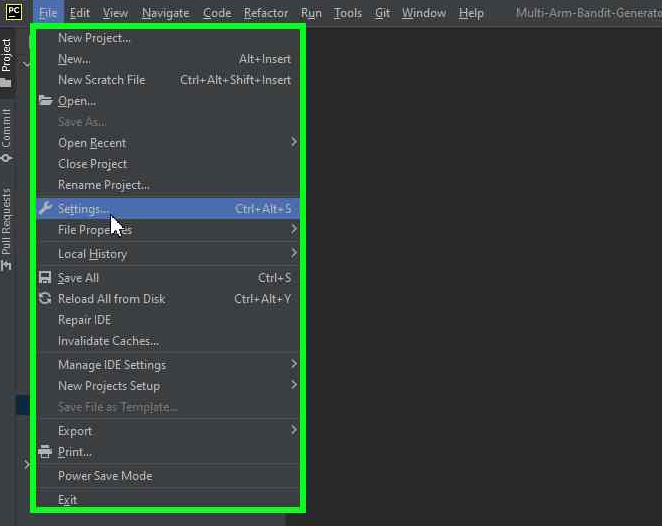 PC File Edit View Navigate Code Refactor Run Tools Git Window Help Multi-Arm-Bandit-Generato
Project
Commit
Pull Requests
New Project...
New... Alt+Insert
New Scratch File Ctrl+Alt+Shift+Insert
Open...
Save As...
Open Recent
Close Project
Rename Project...
Settings... Ctrl+Alt+S
File Properties
Local History
Save All Ctrl+S
Reload All from Disk Ctrl+Alt+Y
Repair IDE
Invalidate Caches...
Manage IDE Settings
New Projects Setup
Save File as Template...
Export
Print...
Power Save Mode
Exit